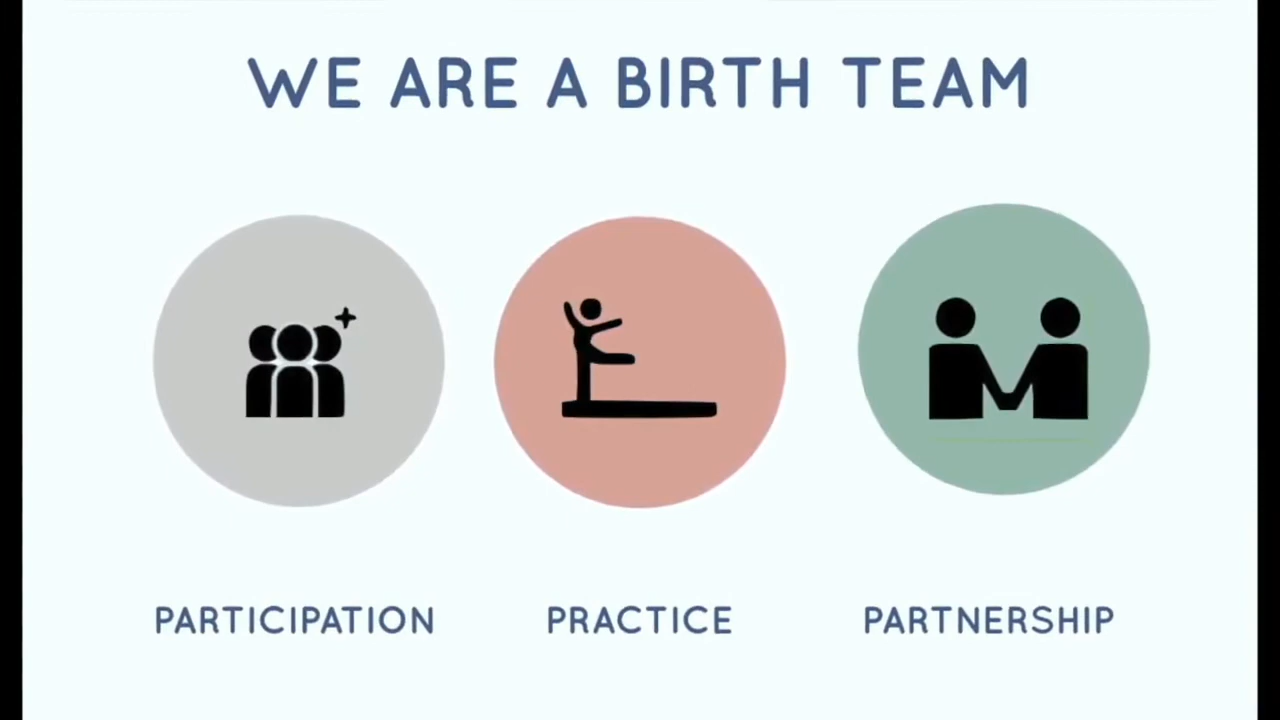 WE ARE A BIRTH TEAM
PARTICIPATION
PRACTICE
PARTNERSHIP